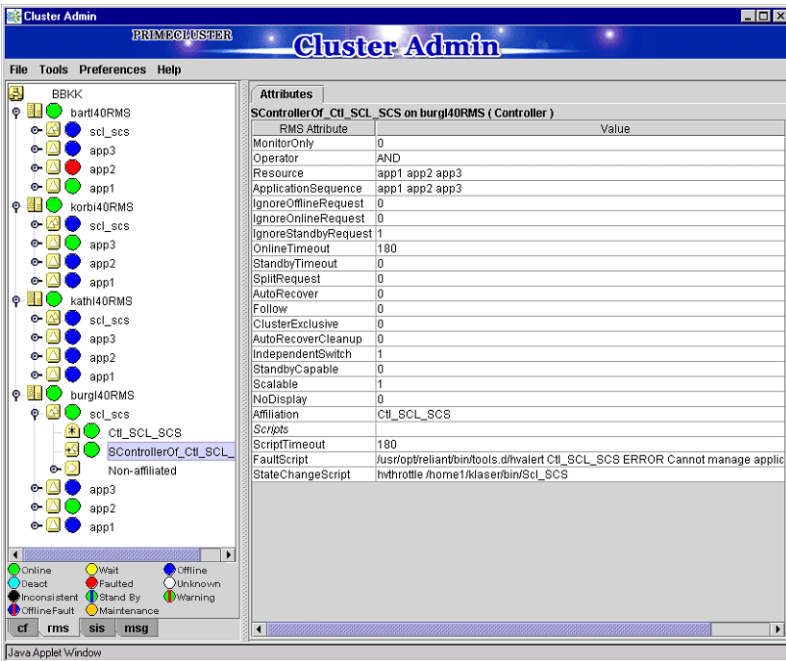 Cluster Admin
PRIMECLUSTER
Cluster Admin
File Tools Preferences Help
BBKK
bartl40RMS
scl_scs
app3
app2
app1
korbi40RMS
scl_scs
app3
app2
app1
kathl40RMS
scl_scs
app3
app2
app1
burgl40RMS
scl_scs
Ctl_SCL_SCS
SControllerOf_Ctl_SCL_
Non-affiliated
app3
app2
app1
Online Wait Offline
Deact Faulted Unknown
Inconsistent Stand By Warning
OfflineFault Maintenance
cf rms sis msg
Attributes
SControllerOf_Ctl_SCL_SCS on burgl40RMS ( Controller )
RMS Attribute Value
MonitorOnly 0
Operator AND
Resource app1 app2 app3
ApplicationSequence app1 app2 app3
IgnoreOfflineRequest 0
IgnoreOnlineRequest 0
IgnoreStandbyRequest 1
OnlineTimeout 180
StandbyTimeout 0
SplitRequest 0
AutoRecover 0
Follow 0
ClusterExclusive 0
AutoRecoverCleanup 0
IndependentSwitch 1
StandbyCapable 0
Scalable 1
NoDisplay 0
Affiliation Ctl_SCL_SCS
Scripts
ScriptTimeout 180
FaultScript /usr/opt/reliant/bin/tools.d/hvalert Ctl_SCL_SCS ERROR Cannot manage applic
StateChangeScript hvthrottle /home1/klaser/bin/Scl_SCS
Java Applet Window